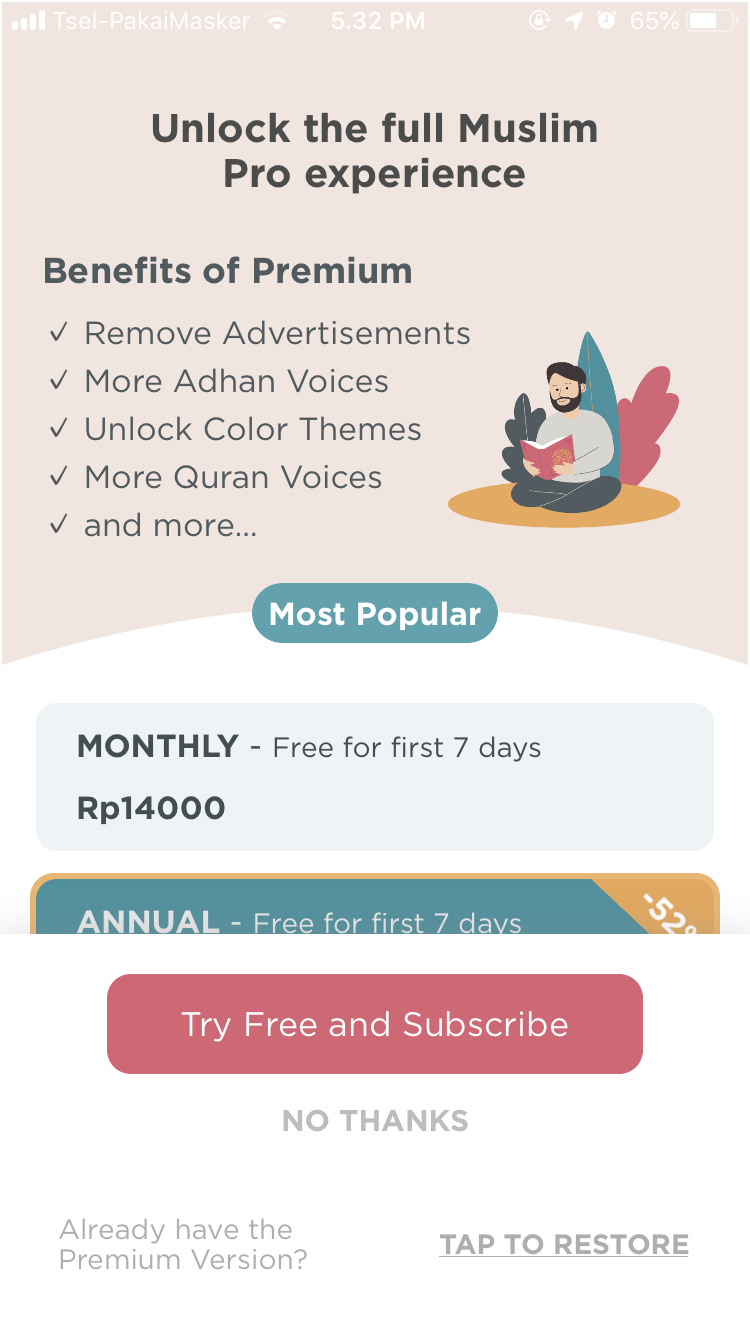 Tsel-PakaiMasker 5.32 PM 65%
Unlock the full Muslim
Pro experience
Benefits of Premium
✓ Remove Advertisements
✓ More Adhan Voices
✓ Unlock Color Themes
✓ More Quran Voices
✓ and more...
Most Popular
MONTHLY - Free for first 7 days
Rp14000
ANNUAL - Free for first 7 days
-52%
Try Free and Subscribe
NO THANKS
Already have the
Premium Version?
TAP TO RESTORE